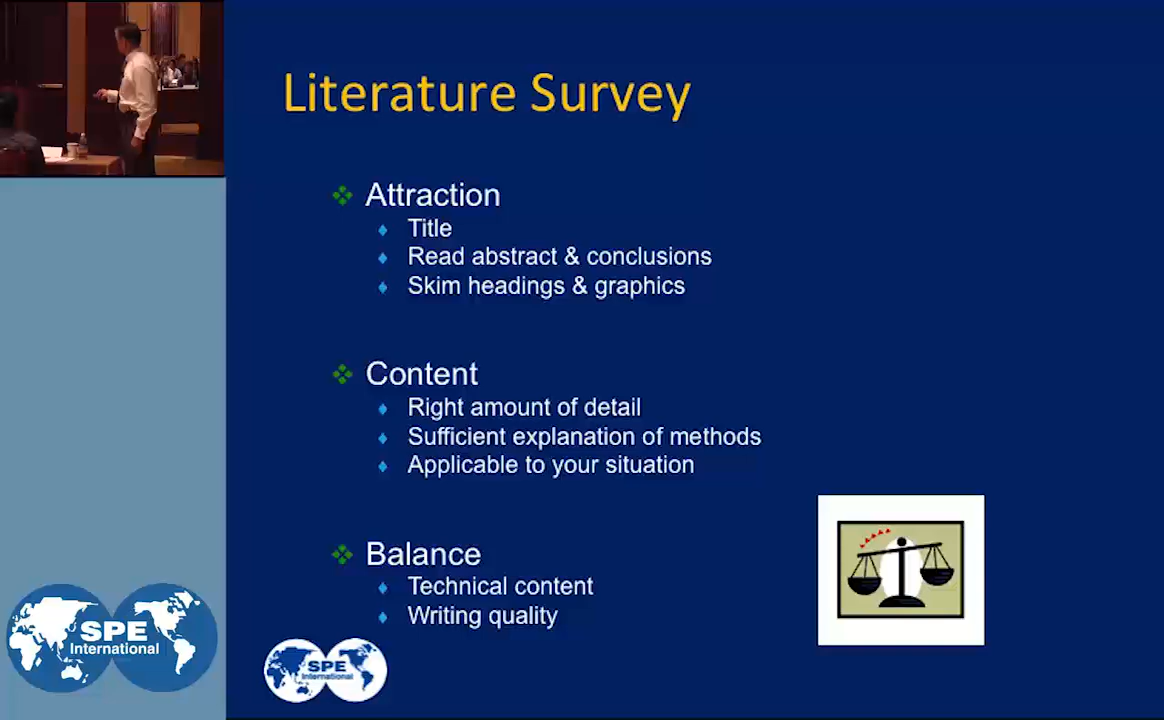 Literature Survey
Attraction
Title
Read abstract & conclusions
Skim headings & graphics
Content
Right amount of detail
Sufficient explanation of methods
Applicable to your situation
Balance
Technical content
Writing quality
SPE
International
SPE
International